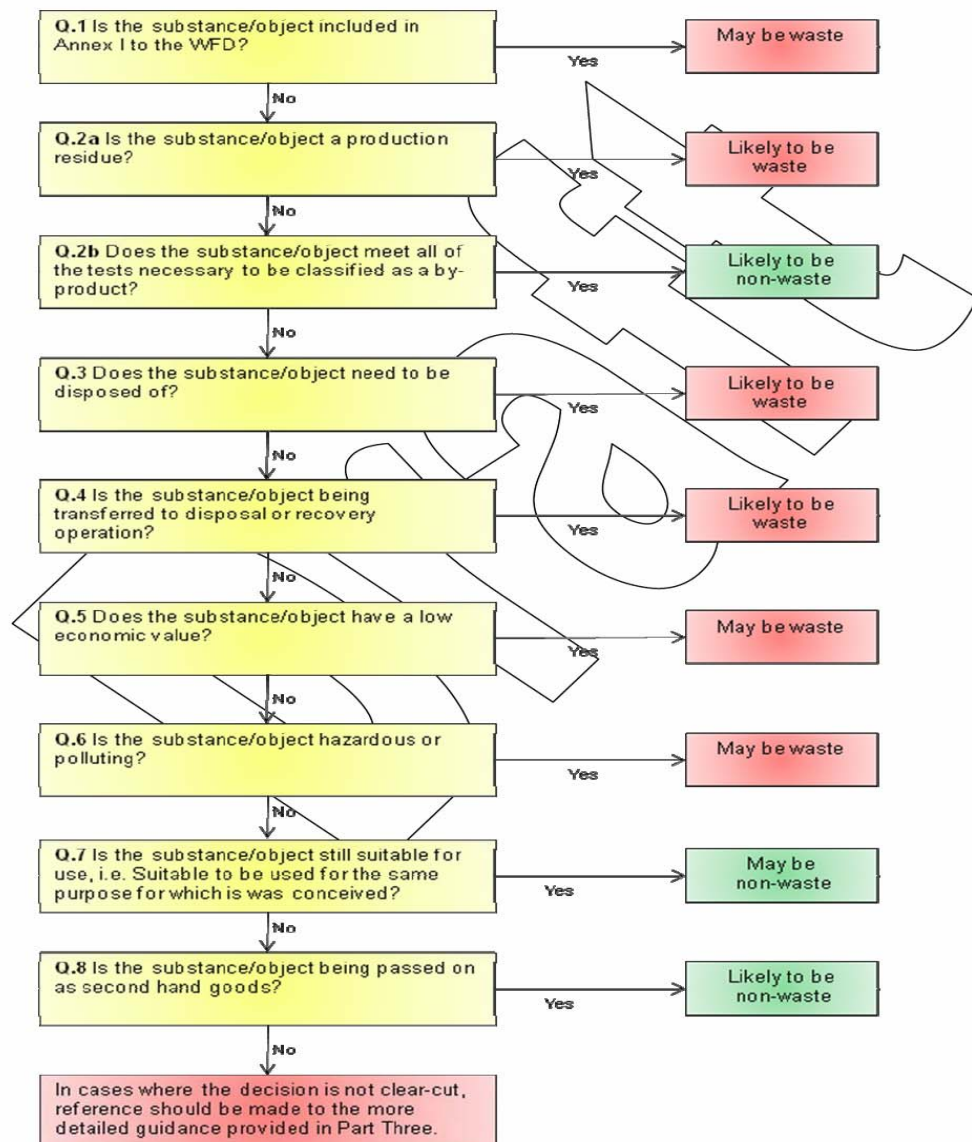 Q.1 Is the substance/object included in
Annex I to the WFD?
Yes
May be waste
No
Q.2a Is the substance/object a production
residue?
Yes
Likely to be
waste
No
Q.2b Does the substance/object meet all of
the tests necessary to be classified as a by-
product?
Yes
Likely to be
non-waste
No
Q.3 Does the substance/object need to be
disposed of?
Yes
Likely to be
waste
No
Q.4 Is the substance/object being
transferred to disposal or recovery
operation?
Yes
Likely to be
waste
No
Q.5 Does the substance/object have a low
economic value?
Yes
May be waste
No
Q.6 Is the substance/object hazardous or
polluting?
Yes
May be waste
No
Q.7 Is the substance/object still suitable for
use, i.e. Suitable to be used for the same
purpose for which is was conceived?
Yes
May be
non-waste
No
Q.8 Is the substance/object being passed on
as second hand goods?
Yes
Likely to be
non-waste
No
In cases where the decision is not clear-cut,
reference should be made to the more
detailed guidance provided in Part Three.